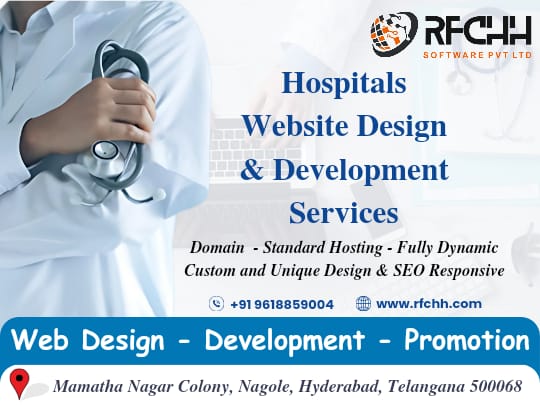 RFCHH
SOFTWARE PVT LTD
Hospitals
Website Design
& Development
Services
Domain - Standard Hosting - Fully Dynamic
Custom and Unique Design & SEO Responsive
+91 9618859004 www.rfchh.com
Web Design - Development - Promotion
Mamatha Nagar Colony, Nagole, Hyderabad, Telangana 500068